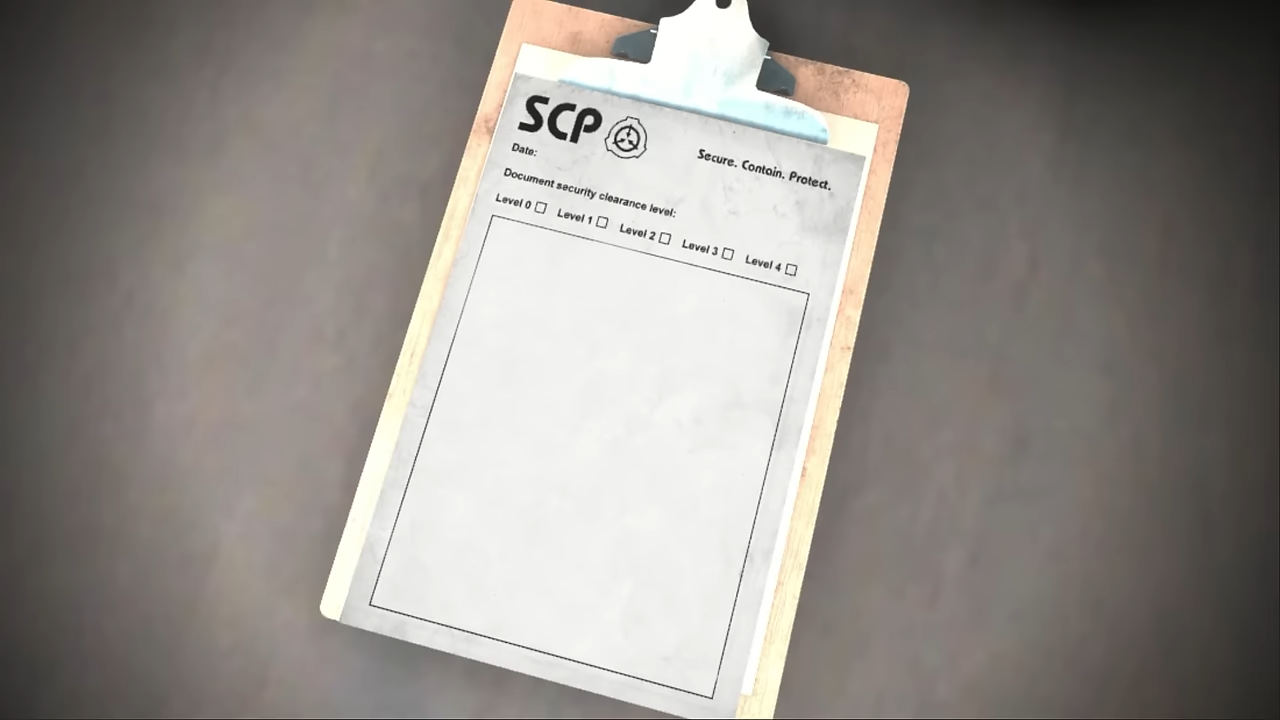 SCP
Secure. Contain. Protect.
Date:
Document security clearance level:
Level 0 Level 1 Level 2 Level 3 Level 4